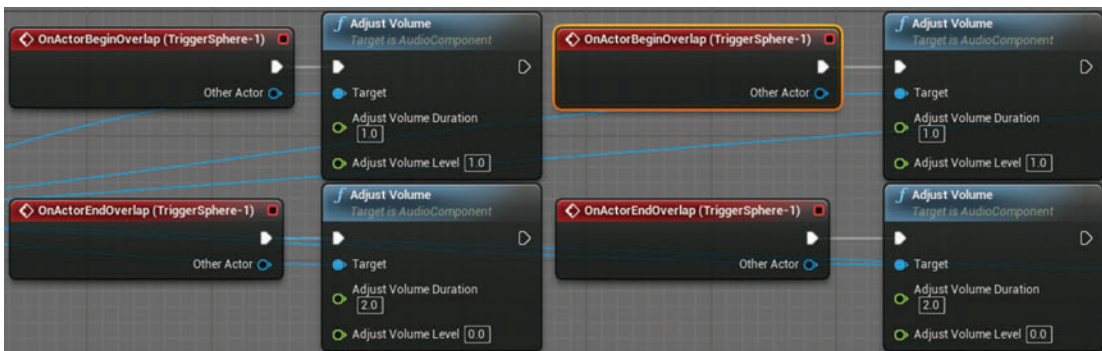 OnActorBeginOverlap (TriggerSphere-1)
Other Actor
f Adjust Volume
Target is AudioComponent
Target
Adjust Volume Duration
1.0
Adjust Volume Level 1.0
OnActorBeginOverlap (TriggerSphere-1)
Other Actor
f Adjust Volume
Target is AudioComponent
Target
Adjust Volume Duration
1.0
Adjust Volume Level 1.0
OnActorEndOverlap (TriggerSphere-1)
Other Actor
f Adjust Volume
Target is AudioComponent
Target
Adjust Volume Duration
2.0
Adjust Volume Level 0.0
OnActorEndOverlap (TriggerSphere-1)
Other Actor
f Adjust Volume
Target is AudioComponent
Target
Adjust Volume Duration
2.0
Adjust Volume Level 0.0